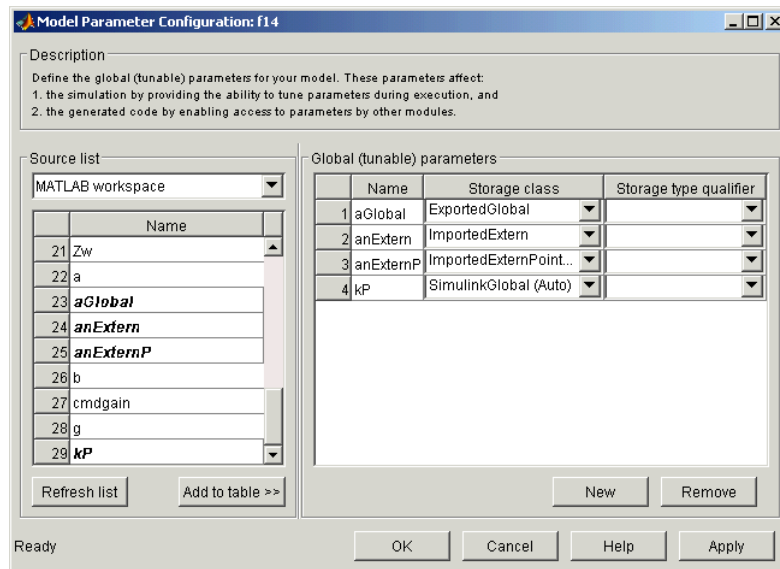 Model Parameter Configuration: f14
Description
Define the global (tunable) parameters for your model. These parameters affect:
1. the simulation by providing the ability to tune parameters during execution, and
2. the generated code by enabling access to parameters by other modules.
Source list
MATLAB workspace
Name
21 Zw
22 a
23 aGlobal
24 anExtern
25 anExternP
26 b
27 cmdgain
28 g
29 kP
Refresh list Add to table >>
Global (tunable) parameters
Name Storage class Storage type qualifier
1 aGlobal ExportedGlobal
2 anExtern ImportedExtern
3 anExternP ImportedExternPoint...
4 kP SimulinkGlobal (Auto)
New Remove
Ready OK Cancel Help Apply